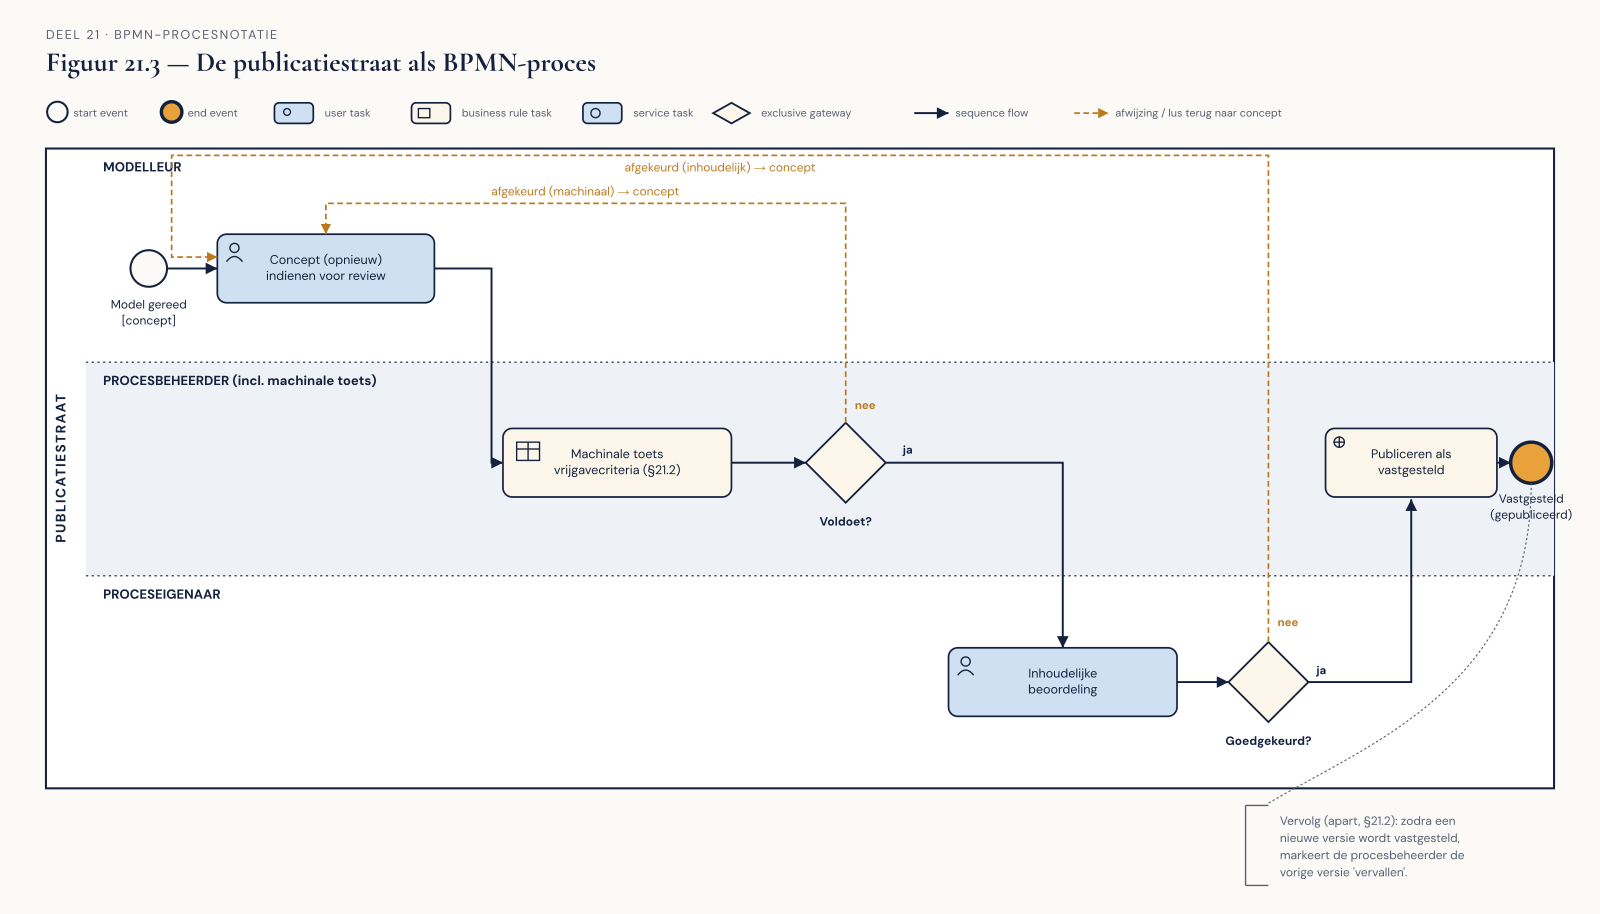 DEEL 21 · BPMN-PROCESNOTATIE
Figuur 21.3 — De publicatiestraat als BPMN-proces
start event
end event
user task
business rule task
service task
exclusive gateway
sequence flow
afwijzing / lus terug naar concept
MODELLEUR
afgekeurd (inhoudelijk) → concept
afgekeurd (machinaal) → concept
Concept (opnieuw)
indienen voor review
Model gereed
[concept]
PUBLICATIESTRAAT
PROCESBEHEERDER (incl. machinale toets)
nee
ja
Machinale toets
vrijgavecriteria (§21.2)
Voldoet?
Publiceren als
vastgesteld
Vastgesteld
(gepubliceerd)
PROCESEIGENAAR
nee
ja
Inhoudelijke
beoordeling
Goedgekeurd?
Vervolg (apart, §21.2): zodra een
nieuwe versie wordt vastgesteld,
markeert de procesbeheerder de
vorige versie 'vervallen'.